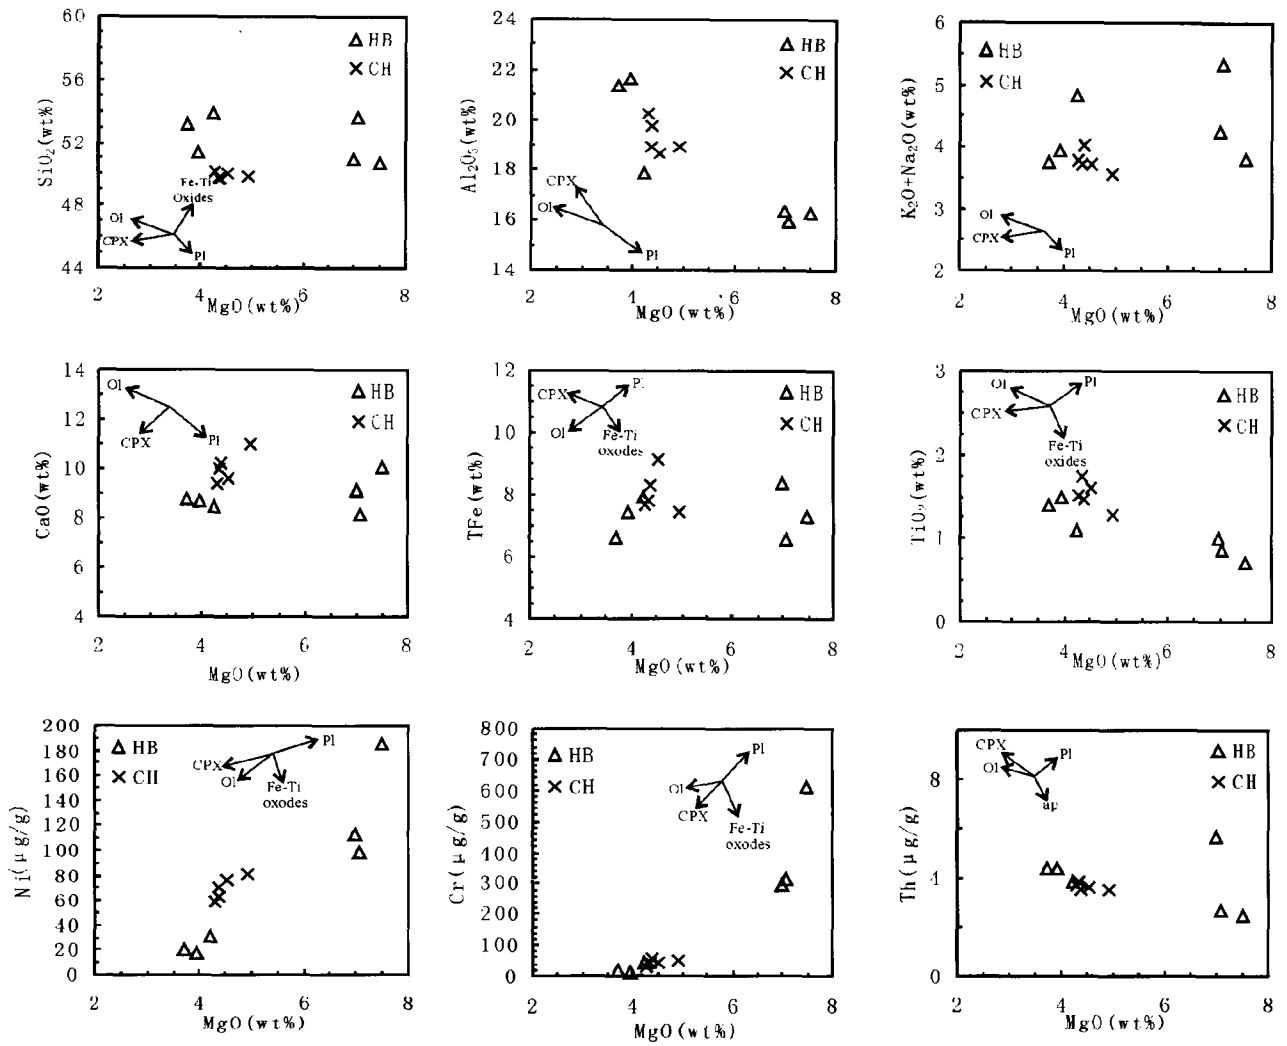 60
56
52
48
44
SiO2(wt%)
HB
CH
Fe-Ti
Oxides
Ol
CPX
Pl
2 4 6 8
MgO(wt%)
24
22
20
18
16
14
Al2O3(wt%)
HB
CH
CPX
Ol
Pl
2 4 6 8
MgO(wt%)
6
5
4
3
2
K2O+Na2O(wt%)
HB
CH
Ol
CPX
Pl
2 4 6 8
MgO(wt%)
14
12
10
8
6
4
CaO(wt%)
Ol
CPX
Pl
HB
CH
2 4 6 8
MgO(wt%)
12
10
8
6
4
TFe(wt%)
Pl
CPX
Ol
Fe-Ti
oxodes
HB
CH
2 4 6 8
MgO(wt%)
3
2
1
0
TiO2(wt%)
Ol
Pl
CPX
Fe-Ti
oxides
HB
CH
2 4 6 8
MgO(wt%)
200
180
160
140
120
100
80
60
40
20
0
Ni(μg/g)
HB
CH
Pl
CPX
Ol
Fe-Ti
oxodes
2 4 6 8
MgO(wt%)
800
700
600
500
400
300
200
100
0
Cr(μg/g)
HB
CH
Pl
Ol
CPX
Fe-Ti
oxodes
2 4 6 8
MgO(wt%)
8
4
0
Th(μg/g)
CPX
Pl
Ol
ap
HB
CH
2 4 6 8
MgO(wt%)